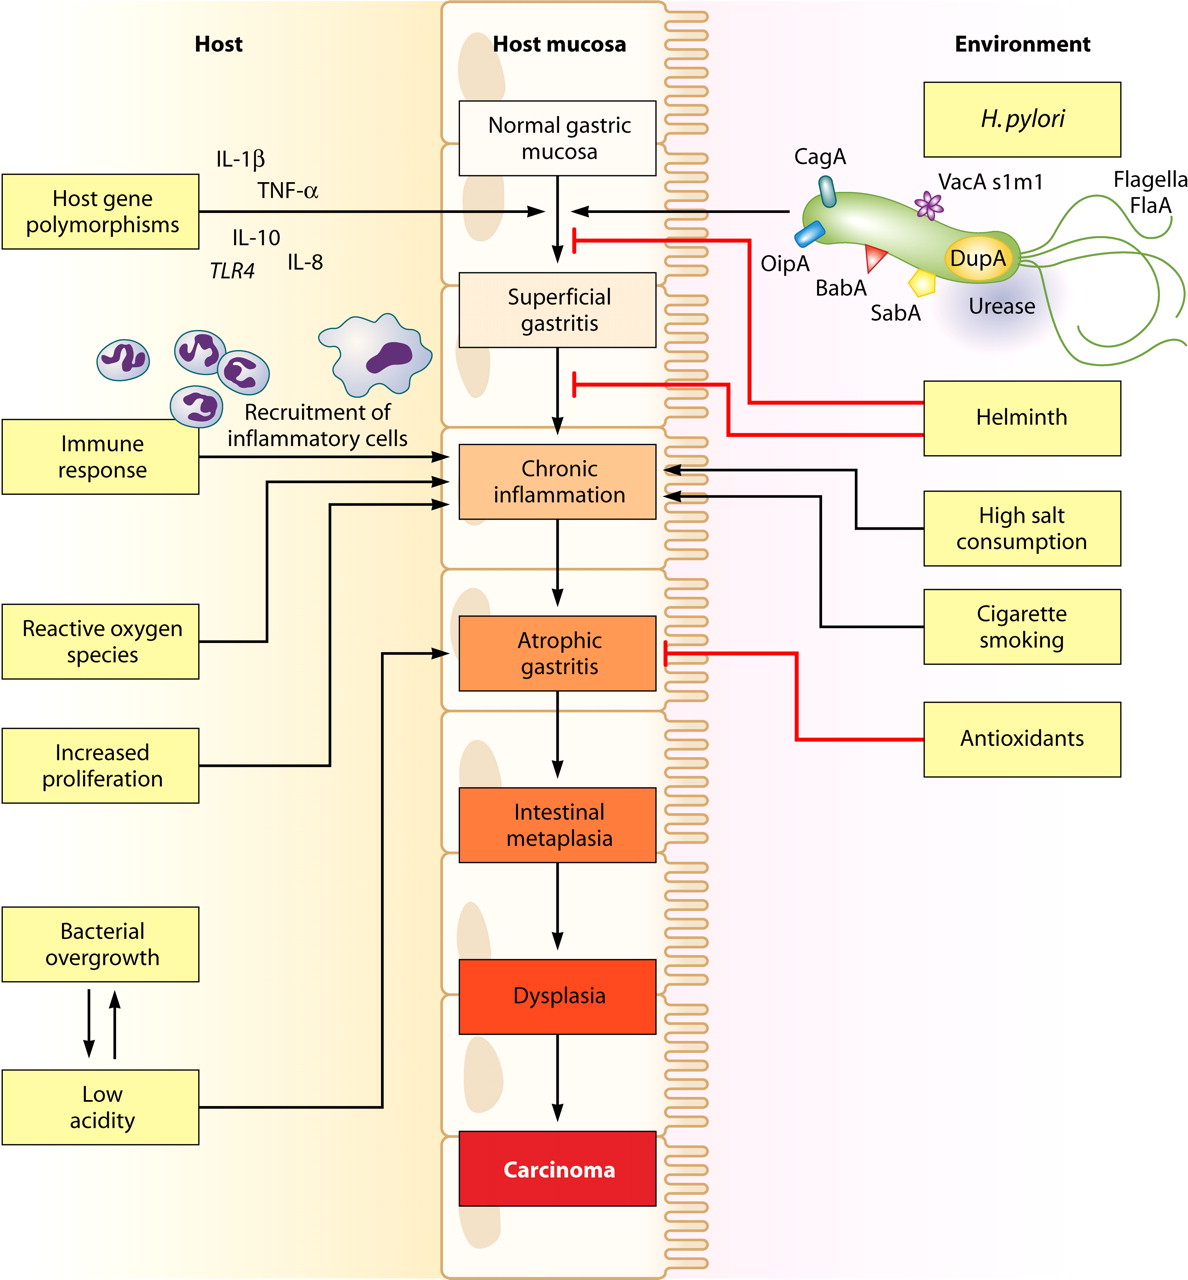 Host
Host mucosa
Environment
H. pylori
Normal gastric
mucosa
IL-1β
TNF-α
Host gene
polymorphisms
IL-10
TLR4
IL-8
CagA
VacA s1m1
Flagella
FlaA
OipA
BabA
SabA
DupA
Urease
Superficial
gastritis
Recruitment of
inflammatory cells
Immune
response
Helminth
Chronic
inflammation
High salt
consumption
Cigarette
smoking
Reactive oxygen
species
Atrophic
gastritis
Antioxidants
Increased
proliferation
Intestinal
metaplasia
Bacterial
overgrowth
Dysplasia
Low
acidity
Carcinoma